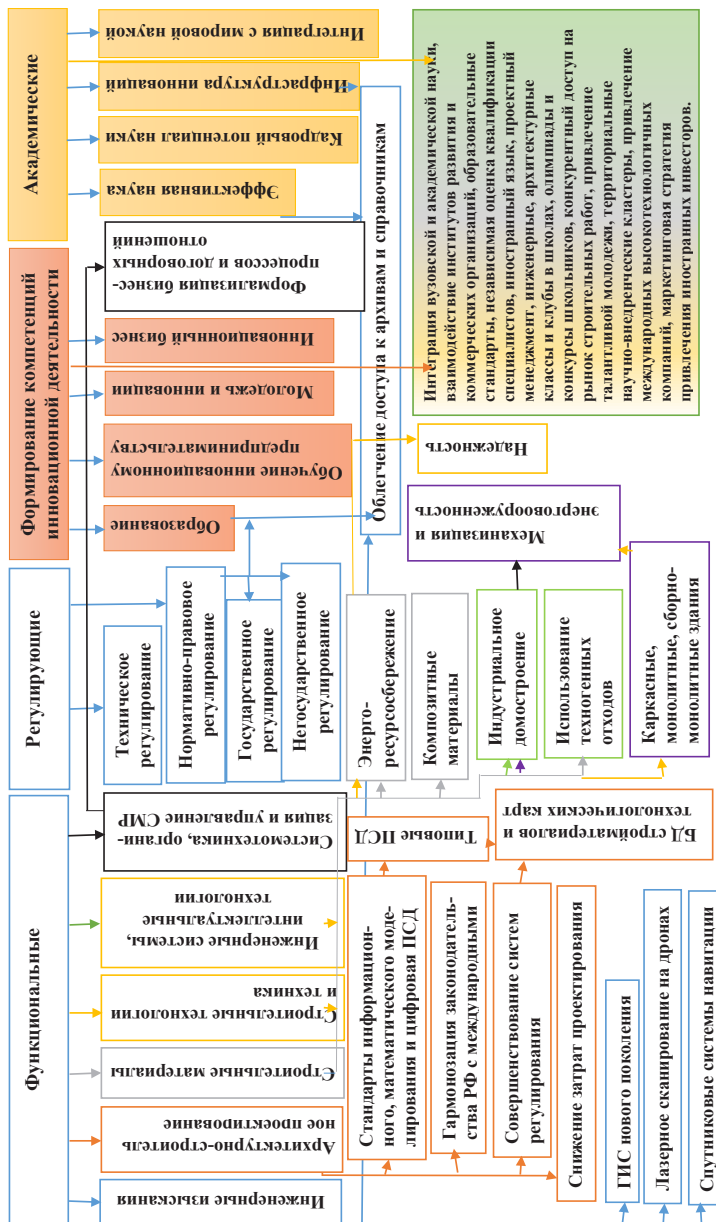 Функциональные
Регулирующие
Формирование компетенций
инновационной деятельности
Академические
Инженерные изыскания
Архитектурно-строитель
ное проектирование
Строительные материалы
Строительные технологии
и техника
Инженерные системы,
интеллектуальные
технологии
Системотехника, органи-
зация и управление СМР
Техническое
регулирование
Нормативно-правовое
регулирование
Государственное
регулирование
Негосударственное
регулирование
Образование
Обучение инновационному
предпринимательству
Молодежь и инновации
Инновационный бизнес
Формализация бизнес-
процессов и договорных
отношений
Эффективная наука
Кадровый потенциал науки
Инфраструктура инноваций
Интеграция с мировой наукой
Облегчение доступа к архивам и справочникам
Стандарты информацион-
ного, математического моде-
лирования и цифровая ПСД
Гармонозация законодатель-
ства РФ с международными
Совершенствование систем
регулирования
Снижение затрат проектирования
ГИС нового поколения
Лазерное сканирование на дронах
Спутниковые системы навигации
Типовые ПСД
БД стройматериалов и
технологических карт
Энерго-
ресурсосбережение
Композитные
материалы
Индустриальное
домостроение
Использование
техногенных
отходов
Каркасные,
монолитные, сборно-
монолитные здания
Механизация и
энерговооруженность
Надежность
Интеграция вузовской и академической науки,
взаимодействие институтов развития и
коммерческих организаций, образовательные
стандарты, независимая оценка квалификации
специалистов, иностранный язык, проектный
менеджмент, инженерные, архитектурные
классы и клубы в школах, олимпиады и
конкурсы школьников, конкурентный доступ на
рынок строительных работ, привлечение
талантливой молодежи, территориальные
научно-внедренческие кластеры, привлечение
международных высокотехнологичных
компаний, маркетинговая стратегия
привлечения иностранных инвесторов.